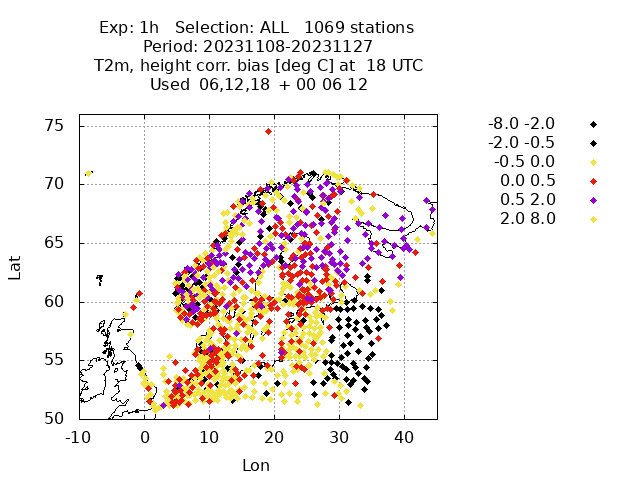 Exp: 1h   Selection: ALL   1069 stations
Period: 20231108-20231127
T2m, height corr. bias [deg C] at  18 UTC
Used  06,12,18  + 00 06 12
75
70
65
60
55
50
Lat
-10 0 10 20 30 40
Lon
-8.0 -2.0
-2.0 -0.5
-0.5 0.0
0.0 0.5
0.5 2.0
2.0 8.0